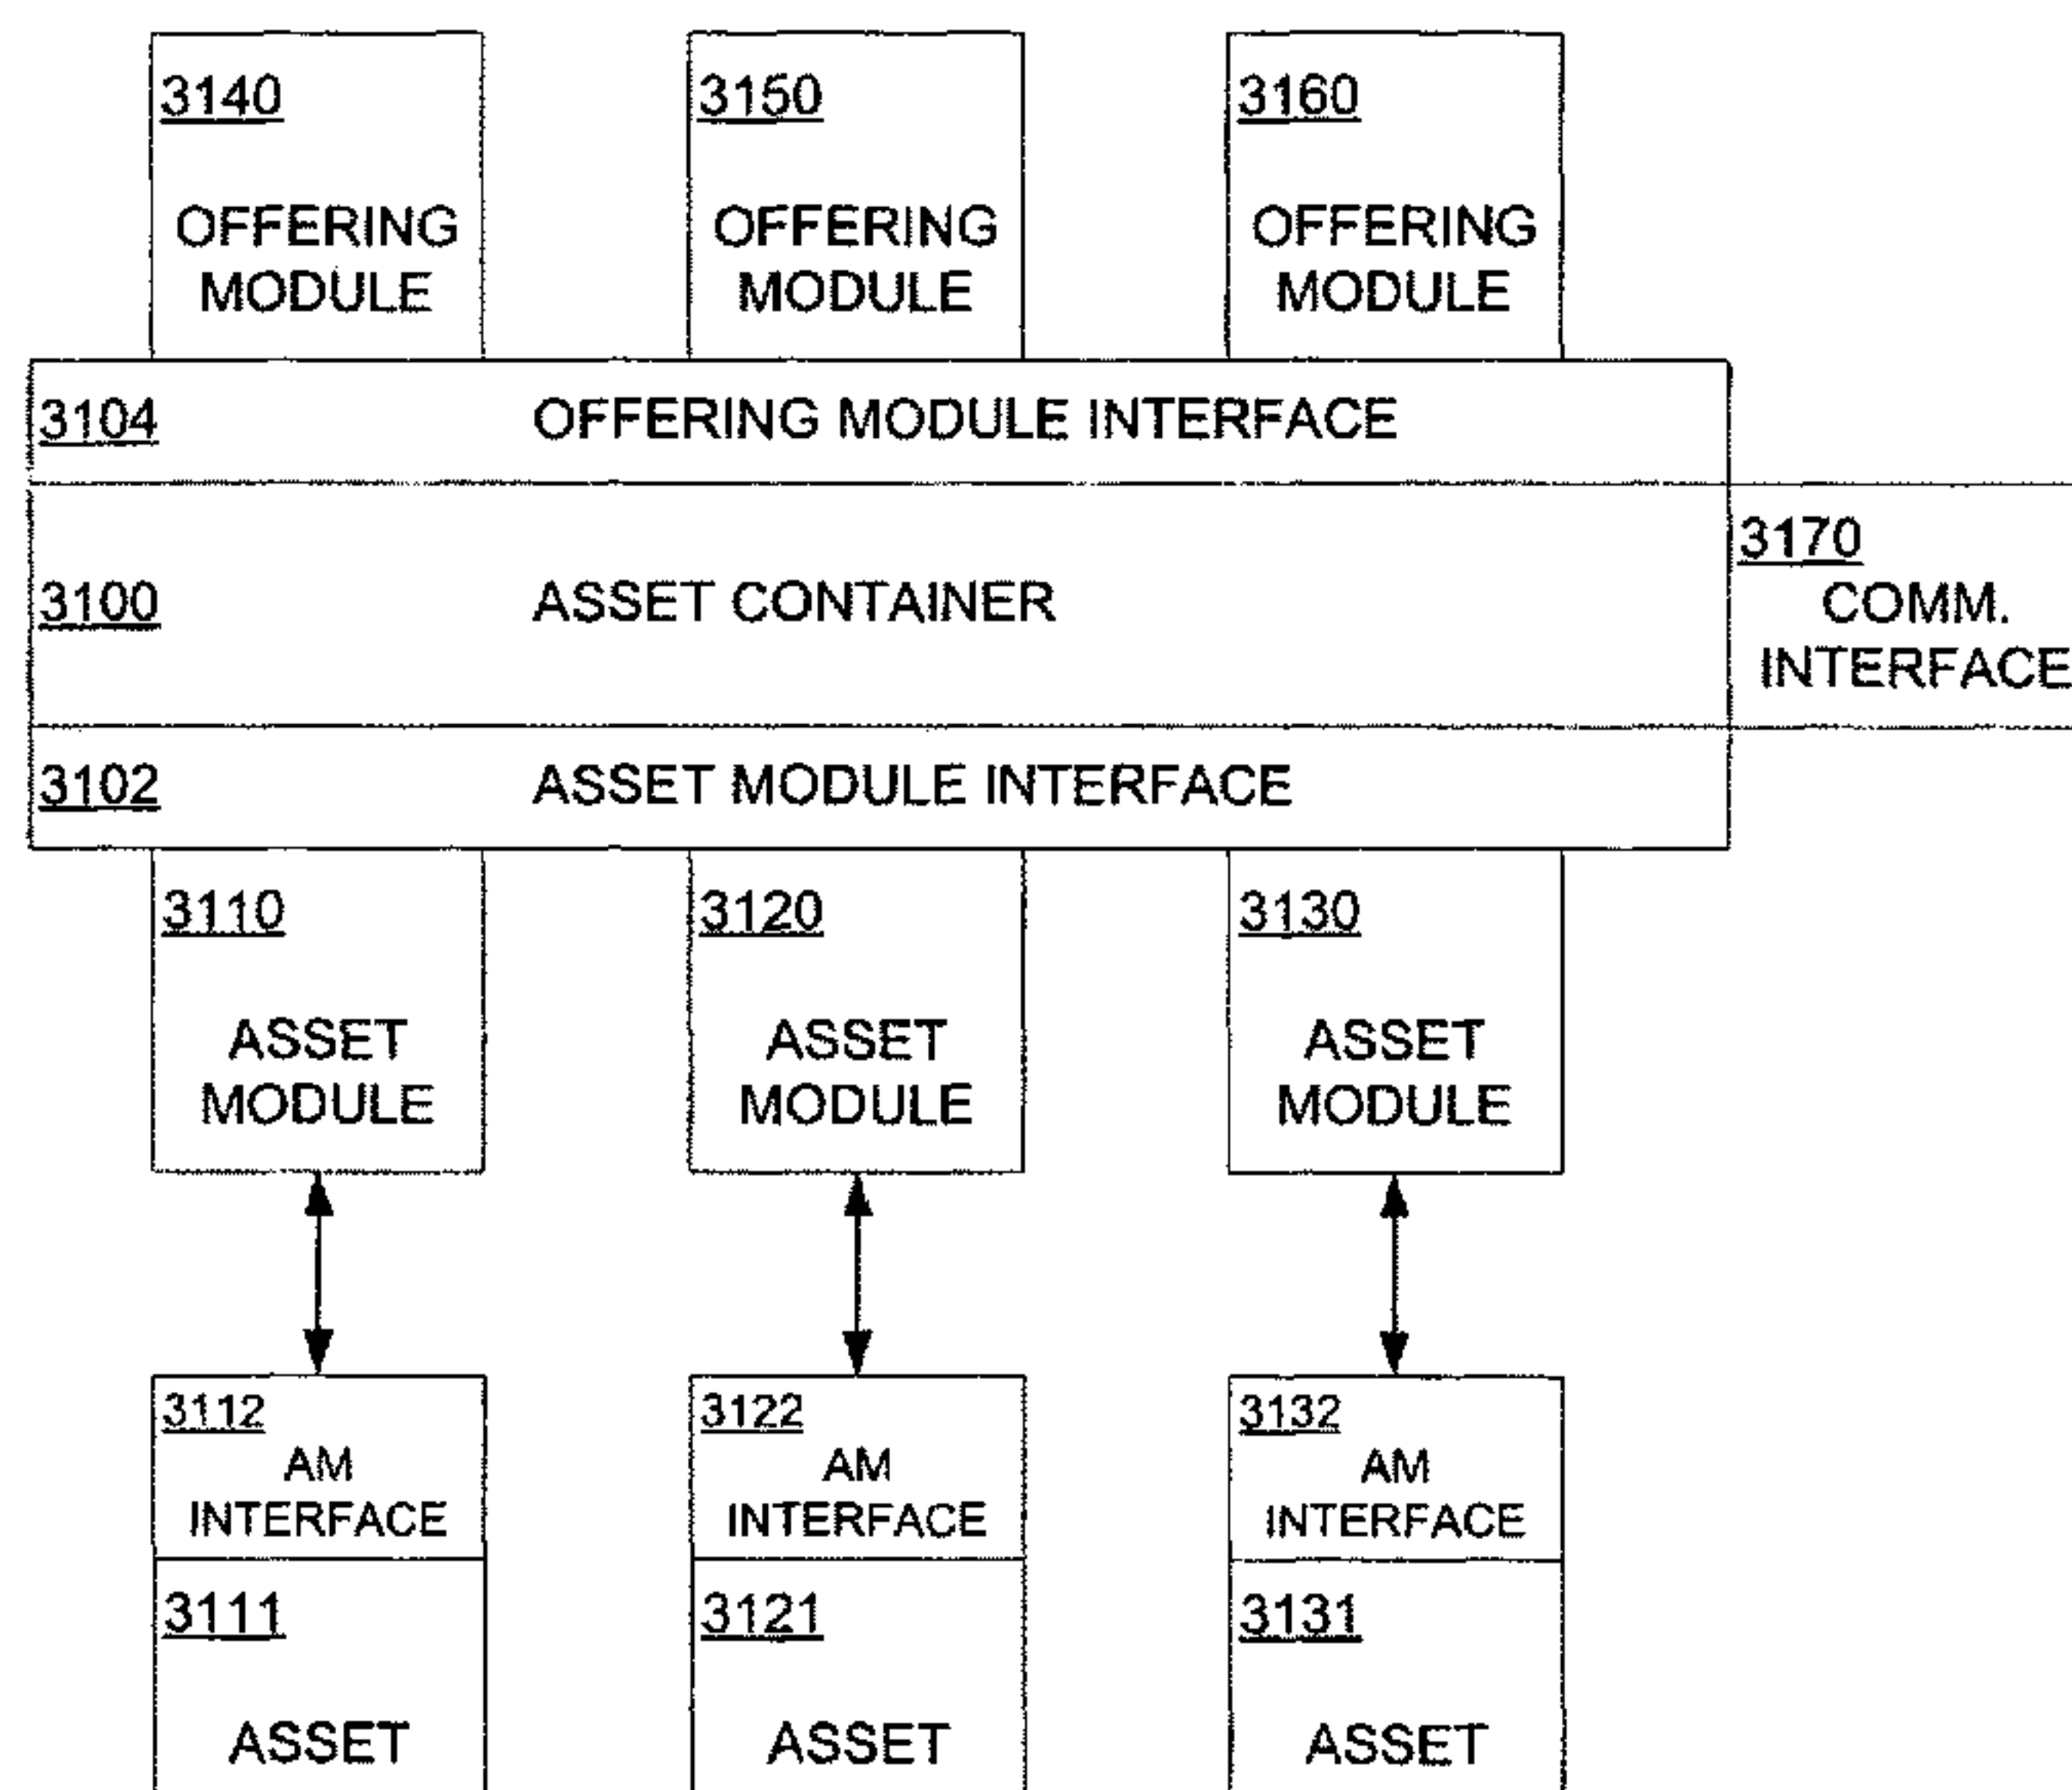 3140
OFFERING
MODULE
3150
OFFERING
MODULE
3160
OFFERING
MODULE
3104
OFFERING MODULE INTERFACE
3100
ASSET CONTAINER
3170
COMM.
INTERFACE
3102
ASSET MODULE INTERFACE
3110
ASSET
MODULE
3120
ASSET
MODULE
3130
ASSET
MODULE
3112
AM
INTERFACE
3122
AM
INTERFACE
3132
AM
INTERFACE
3111
ASSET
3121
ASSET
3131
ASSET